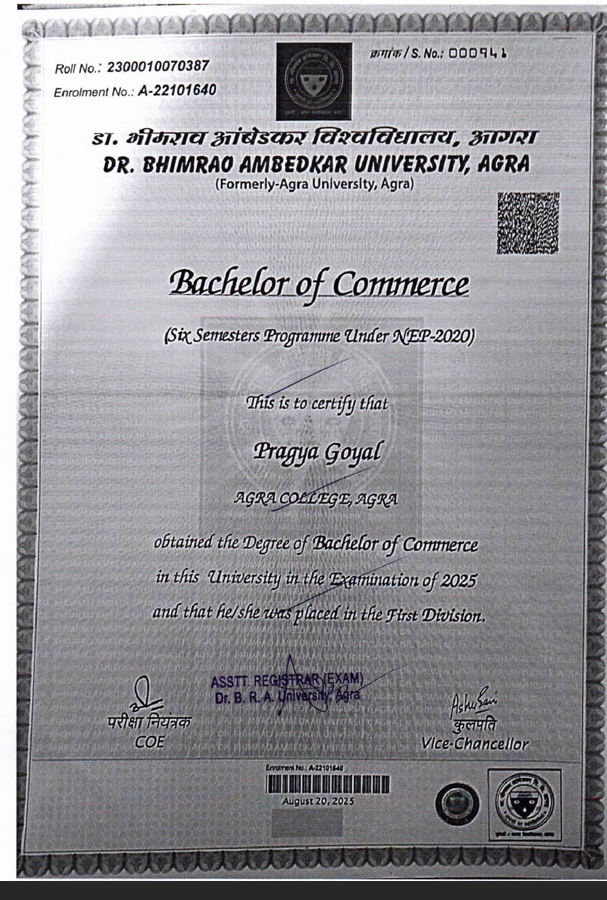 क्रमांक / S. No.: 000941
Roll No.: 2300010070387
Enrolment No.: A-22101640
डा. भीमराव आंबेडकर विश्वविद्यालय, आगरा
DR. BHIMRAO AMBEDKAR UNIVERSITY, AGRA
(Formerly-Agra University, Agra)
Bachelor of Commerce
(Six Semesters Programme Under NEP-2020)
This is to certify that
Pragya Goyal
AGRA COLLEGE, AGRA
obtained the Degree of Bachelor of Commerce
in this University in the Examination of 2025
and that he/she was placed in the First Division.
ASSTT. REGISTRAR (EXAM)
Dr. B. R. A. University, Agra
परीक्षा नियंत्रक
COE
कुलपति
Vice-Chancellor
Enrolment No.: A-22101640
August 20, 2025